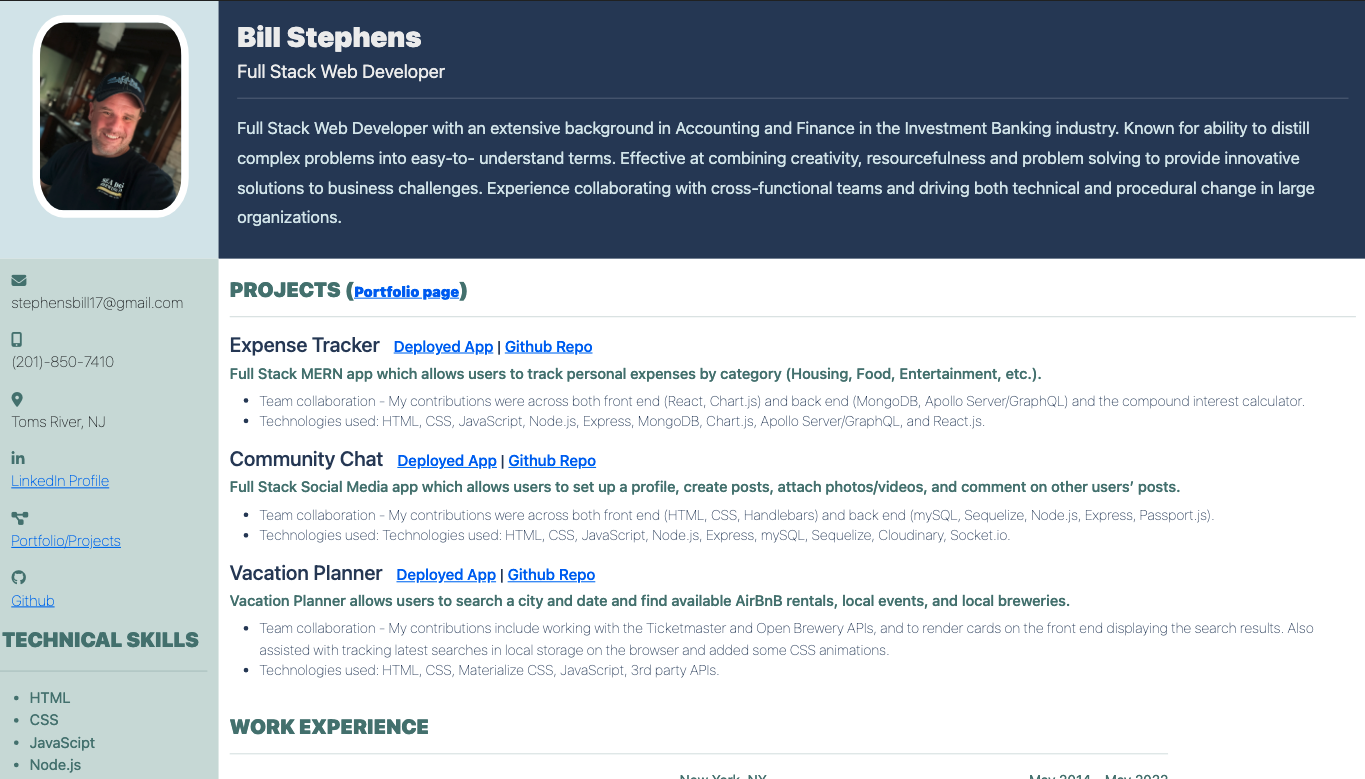 Bill Stephens
Full Stack Web Developer
Full Stack Web Developer with an extensive background in Accounting and Finance in the Investment Banking industry. Known for ability to distill
complex problems into easy-to- understand terms. Effective at combining creativity, resourcefulness and problem solving to provide innovative
solutions to business challenges. Experience collaborating with cross-functional teams and driving both technical and procedural change in large
organizations.
stephensbill17@gmail.com
(201)-850-7410
Toms River, NJ
LinkedIn Profile
Portfolio/Projects
Github
TECHNICAL SKILLS
• HTML
• CSS
• JavaScipt
• Node.js
PROJECTS (Portfolio page)
Expense Tracker Deployed App | Github Repo
Full Stack MERN app which allows users to track personal expenses by category (Housing, Food, Entertainment, etc.).
• Team collaboration - My contributions were across both front end (React, Chart.js) and back end (MongoDB, Apollo Server/GraphQL) and the compound interest calculator.
• Technologies used: HTML, CSS, JavaScript, Node.js, Express, MongoDB, Chart.js, Apollo Server/GraphQL, and React.js.
Community Chat Deployed App | Github Repo
Full Stack Social Media app which allows users to set up a profile, create posts, attach photos/videos, and comment on other users’ posts.
• Team collaboration - My contributions were across both front end (HTML, CSS, Handlebars) and back end (mySQL, Sequelize, Node.js, Express, Passport.js).
• Technologies used: Technologies used: HTML, CSS, JavaScript, Node.js, Express, mySQL, Sequelize, Cloudinary, Socket.io.
Vacation Planner Deployed App | Github Repo
Vacation Planner allows users to search a city and date and find available AirBnB rentals, local events, and local breweries.
• Team collaboration - My contributions include working with the Ticketmaster and Open Brewery APIs, and to render cards on the front end displaying the search results. Also
assisted with tracking latest searches in local storage on the browser and added some CSS animations.
• Technologies used: HTML, CSS, Materialize CSS, JavaScript, 3rd party APIs.
WORK EXPERIENCE
New York, NY May 2014 - May 2022